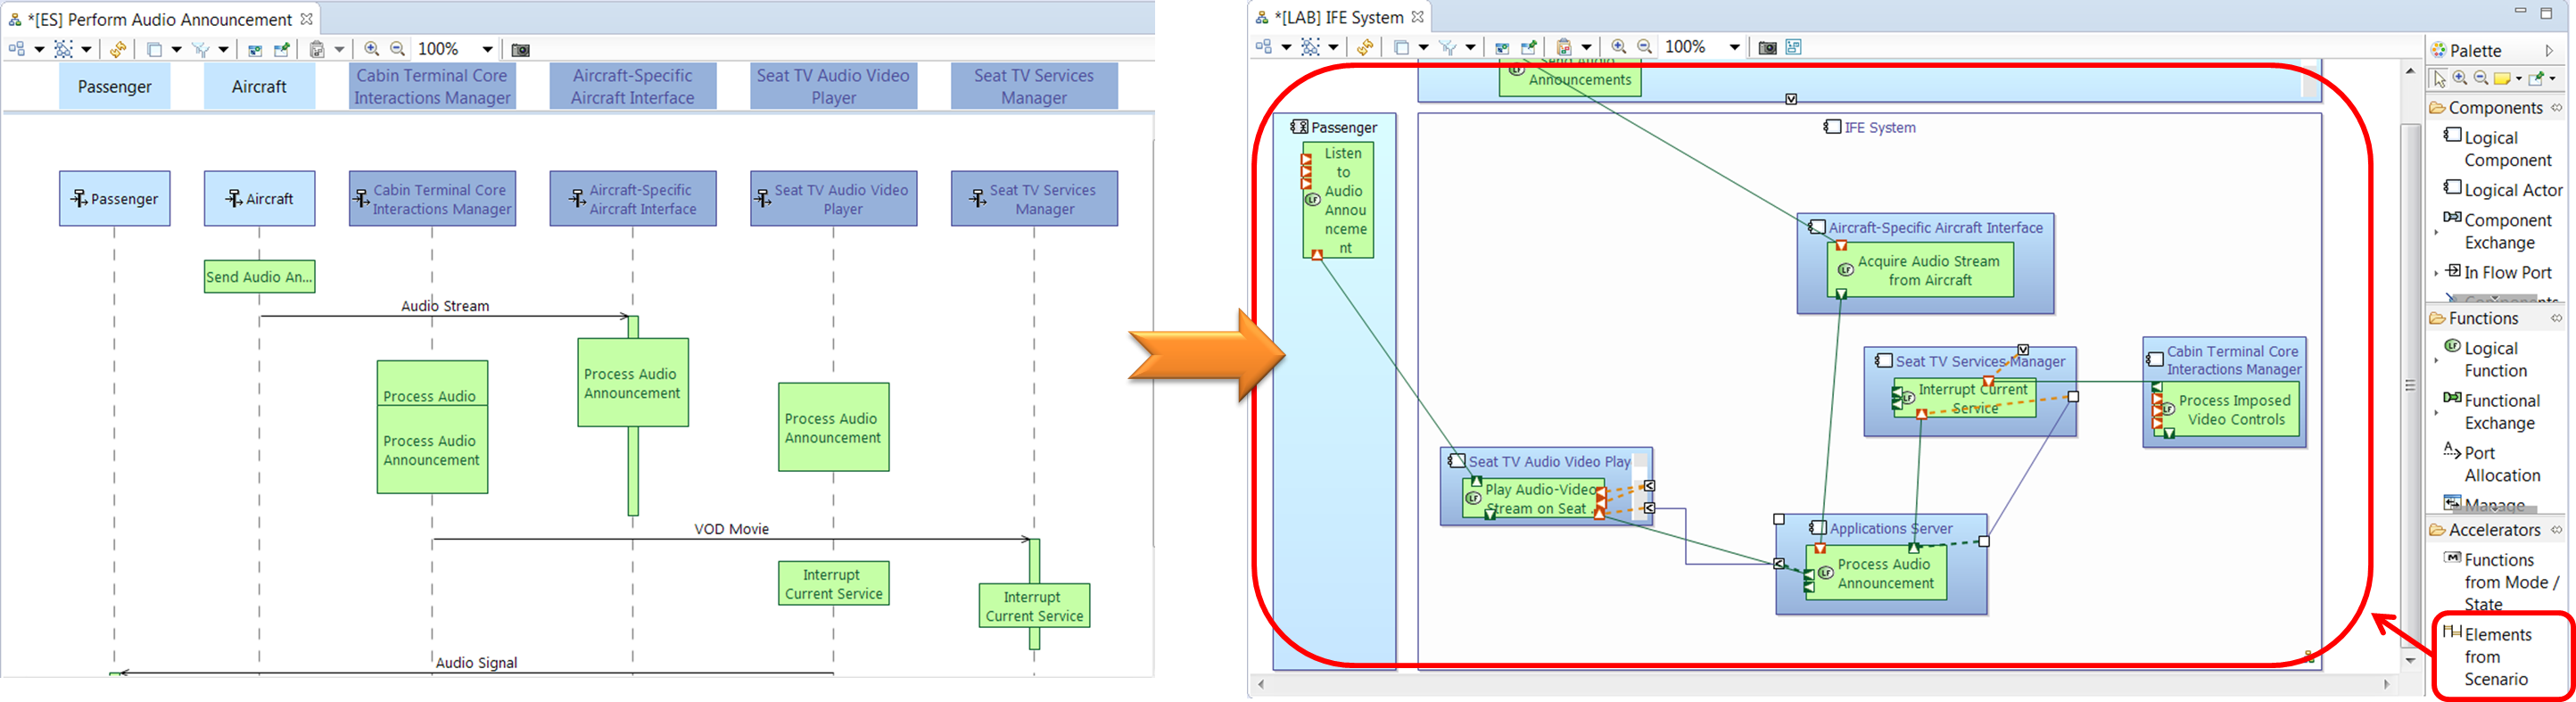 *[ES] Perform Audio Announcement
100%
Passenger
Aircraft
Cabin Terminal Core
Interactions Manager
Aircraft-Specific
Aircraft Interface
Seat TV Audio Video
Player
Seat TV Services
Manager
Passenger
Aircraft
Cabin Terminal Core
Interactions Manager
Aircraft-Specific
Aircraft Interface
Seat TV Audio Video
Player
Seat TV Services
Manager
Send Audio An...
Audio Stream
Process Audio
Announcement
Process Audio
Process Audio
Announcement
Process Audio
Announcement
VOD Movie
Interrupt
Current Service
Interrupt
Current Service
Audio Signal
*[LAB] IFE System
100%
Send Audio
Announcements
Passenger
Listen
to
Audio
Annou
nceme
nt
IFE System
Aircraft-Specific Aircraft Interface
Acquire Audio Stream
from Aircraft
Seat TV Services Manager
Interrupt Current
Service
Cabin Terminal Core
Interactions Manager
Process Imposed
Video Controls
Seat TV Audio Video Play
Play Audio-Video
Stream on Seat ...
Applications Server
Process Audio
Announcement
Palette
Components
Logical
Component
Logical Actor
Component
Exchange
In Flow Port
Functions
Logical
Function
Functional
Exchange
Port
Allocation
Manage
Accelerators
Functions
from Mode /
State
Elements
from
Scenario